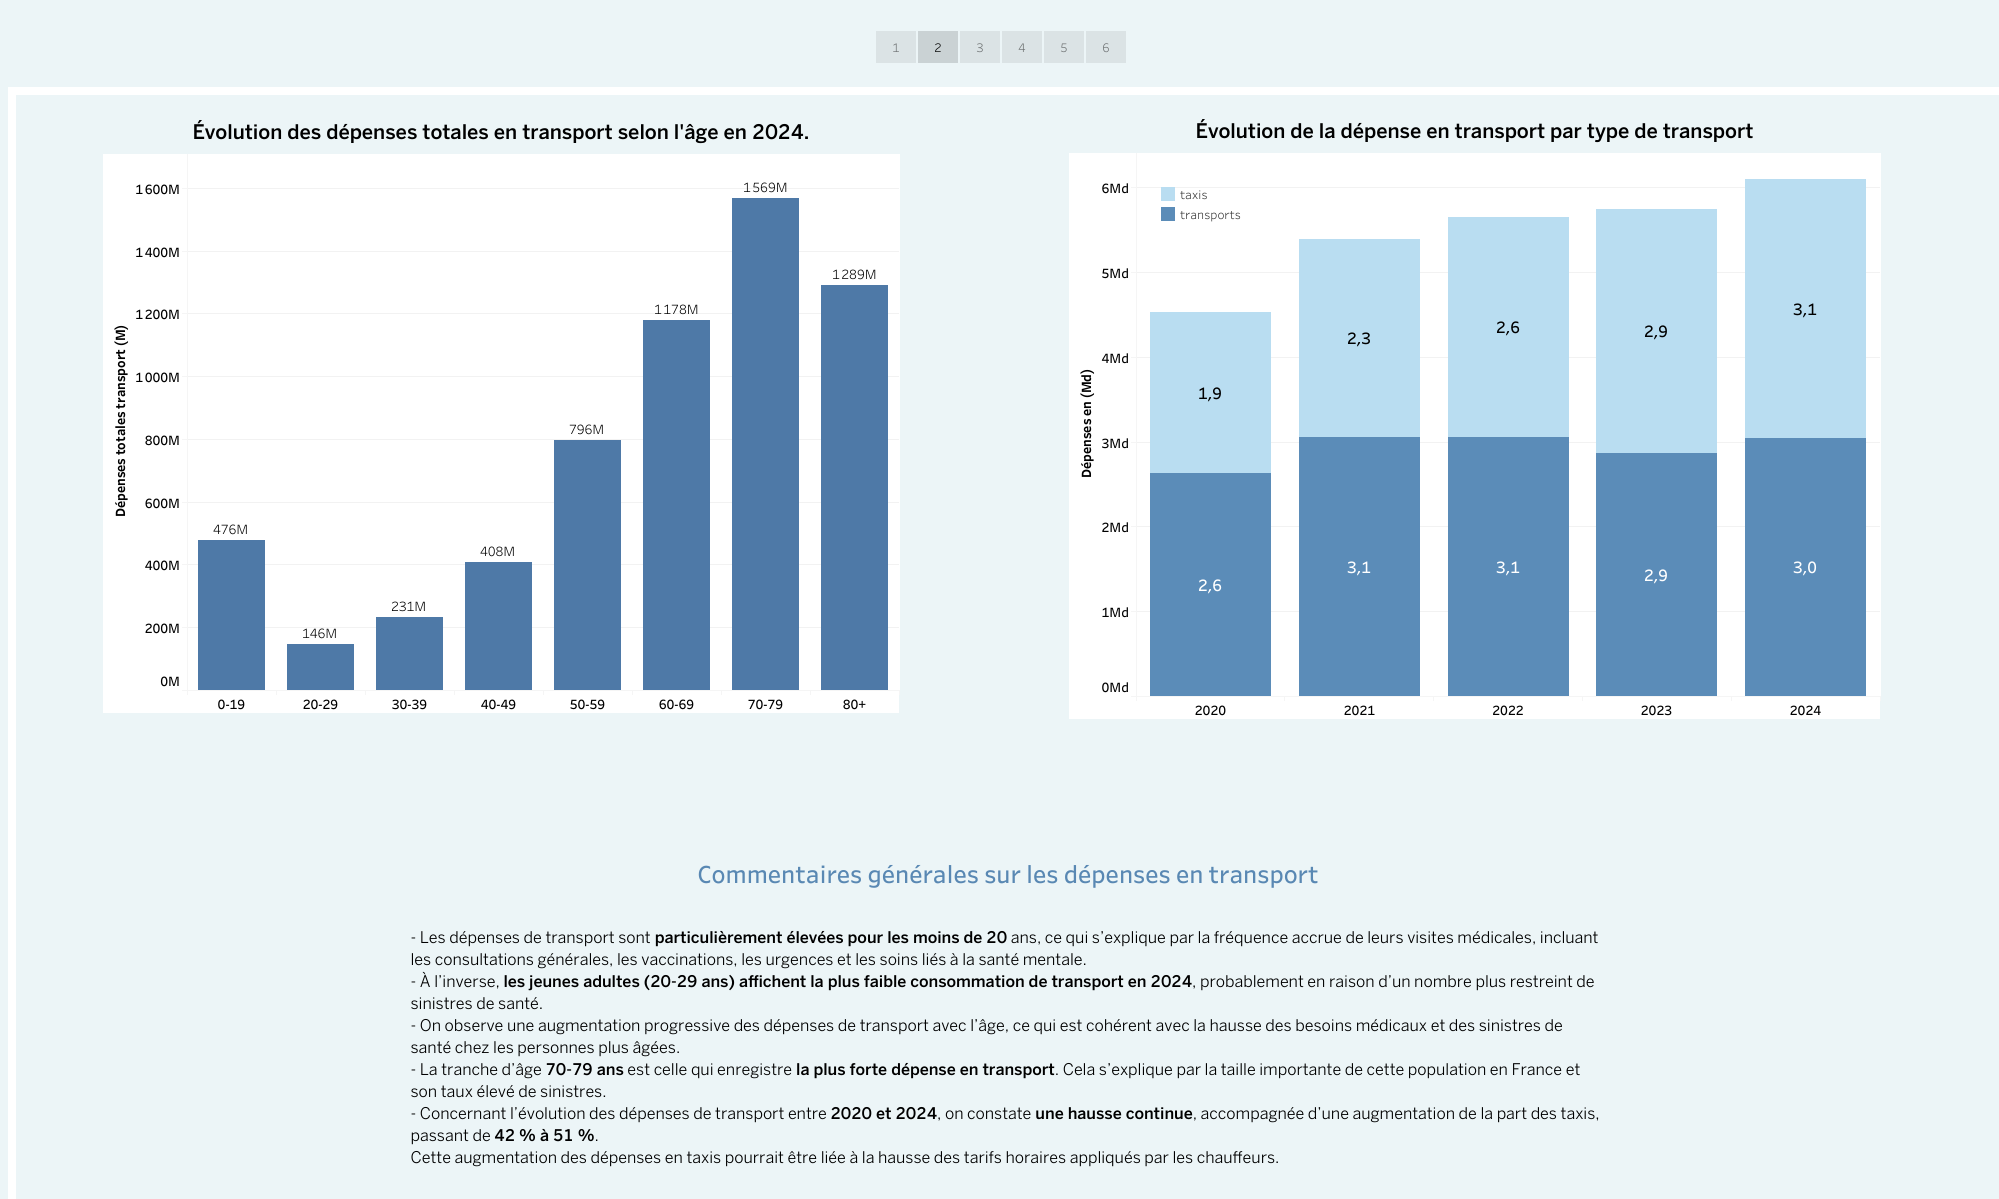 1 2 3 4 5 6
Évolution des dépenses totales en transport selon l'âge en 2024.
Dépenses totales transport (M)
1600M
1400M
1200M
1000M
800M
600M
400M
200M
0M
476M
146M
231M
408M
796M
1178M
1569M
1289M
0-19 20-29 30-39 40-49 50-59 60-69 70-79 80+
Évolution de la dépense en transport par type de transport
Dépenses en (Md)
6Md
5Md
4Md
3Md
2Md
1Md
0Md
taxis
transports
1,9 2,3 2,6 2,9 3,1
2,6 3,1 3,1 2,9 3,0
2020 2021 2022 2023 2024
Commentaires générales sur les dépenses en transport
- Les dépenses de transport sont particulièrement élevées pour les moins de 20 ans, ce qui s’explique par la fréquence accrue de leurs visites médicales, incluant
les consultations générales, les vaccinations, les urgences et les soins liés à la santé mentale.
- À l’inverse, les jeunes adultes (20-29 ans) affichent la plus faible consommation de transport en 2024, probablement en raison d’un nombre plus restreint de
sinistres de santé.
- On observe une augmentation progressive des dépenses de transport avec l’âge, ce qui est cohérent avec la hausse des besoins médicaux et des sinistres de
santé chez les personnes plus âgées.
- La tranche d’âge 70-79 ans est celle qui enregistre la plus forte dépense en transport. Cela s’explique par la taille importante de cette population en France et
son taux élevé de sinistres.
- Concernant l’évolution des dépenses de transport entre 2020 et 2024, on constate une hausse continue, accompagnée d’une augmentation de la part des taxis,
passant de 42 % à 51 %.
Cette augmentation des dépenses en taxis pourrait être liée à la hausse des tarifs horaires appliqués par les chauffeurs.